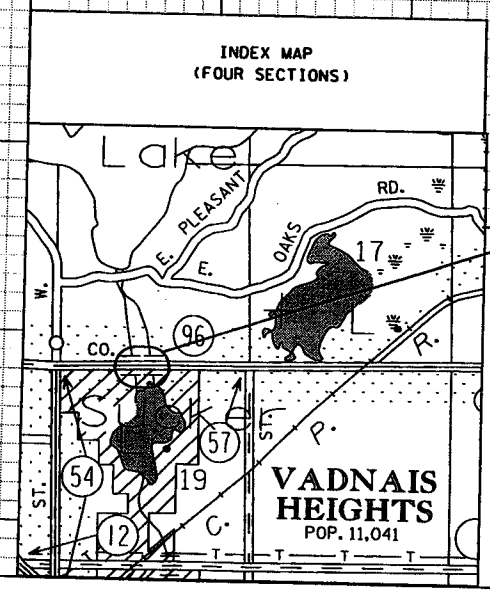 INDEX MAP
(FOUR SECTIONS)
Lake
E. PLEASANT
RD.
OAKS
E.
17
W.
96
CO.
57
ST.
R.
P.
C.
54
19
ST.
12
VADNAIS
HEIGHTS
POP. 11,041
T T T T T